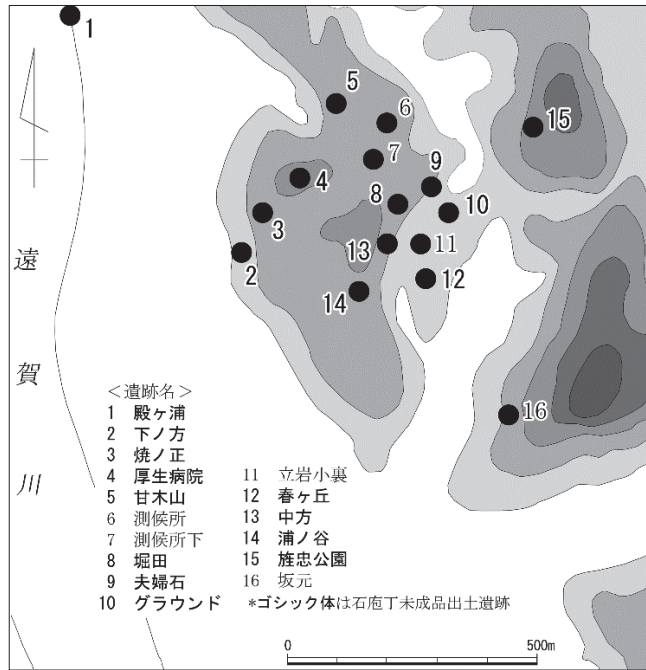 1
5
6
15
7
9
4
8
10
3
13
11
2
12
14
16
遠
賀
川
＜遺跡名＞
1 殿ヶ浦
2 下ノ方
3 焼ノ正
4 厚生病院
5 甘木山
6 測候所
7 測候所下
8 堀田
9 夫婦石
10 グラウンド
11 立岩小裏
12 春ヶ丘
13 中方
14 浦ノ谷
15 旌忠公園
16 坂元
*ゴシック体は石庖丁未成品出土遺跡
0 500m